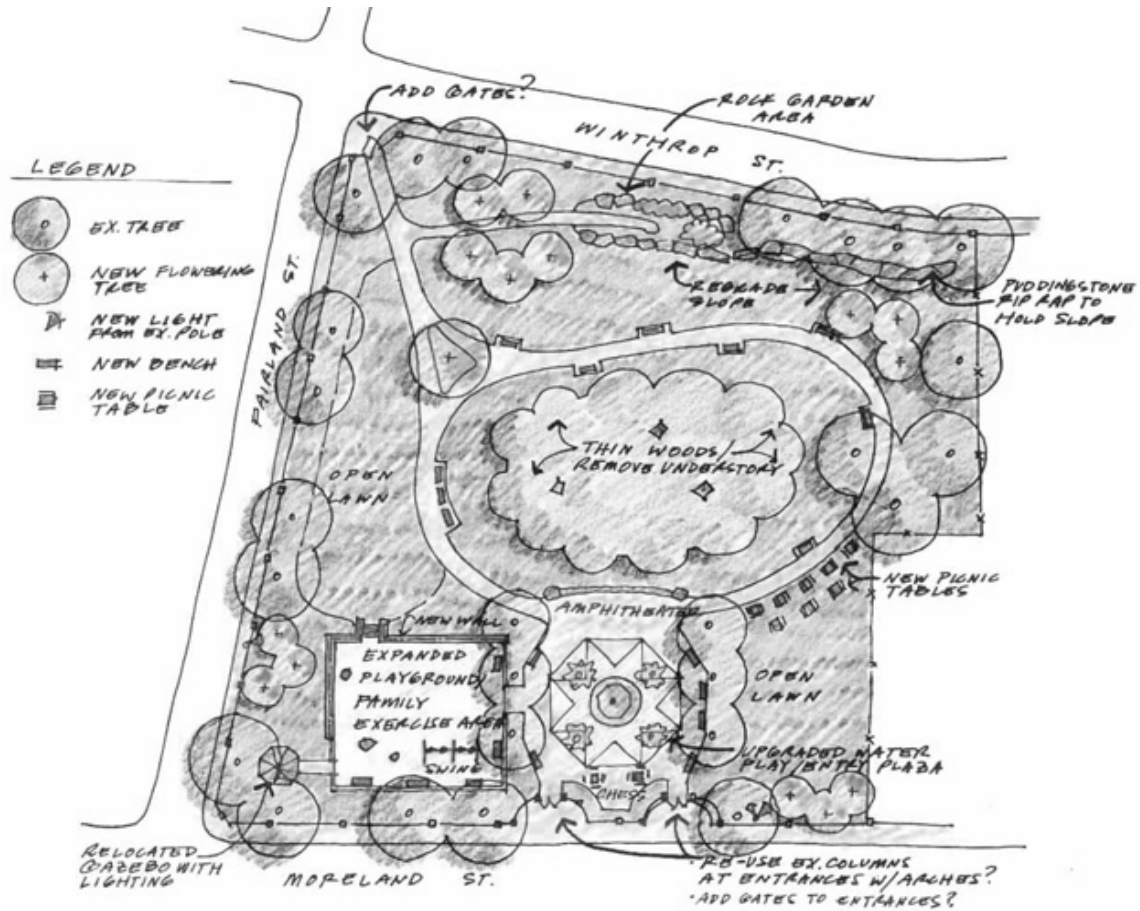 ADD GATES?
ROCK GARDEN
AREA
WINTHROP ST.
LEGEND
EX. TREE
NEW FLOWERING
TREE
NEW LIGHT
FROM EX. POLE
NEW BENCH
NEW PICNIC
TABLE
FAIRLAND ST.
REGRADE
SLOPE
PUDDINGSTONE
RIP RAP TO
HOLD SLOPE
THIN WOODS/
REMOVE UNDERSTORY
OPEN
LAWN
NEW PICNIC
TABLES
AMPHITHEATER
NEW WALL
EXPANDED
PLAYGROUND/
FAMILY
EXERCISE AREA
SWING
OPEN
LAWN
UPGRADED WATER
PLAY/ENTRY PLAZA
CHESS
RELOCATED
GAZEBO WITH
LIGHTING
MORELAND ST.
· RE-USE EX. COLUMNS
AT ENTRANCES W/ARCHES?
· ADD GATES TO ENTRANCES?